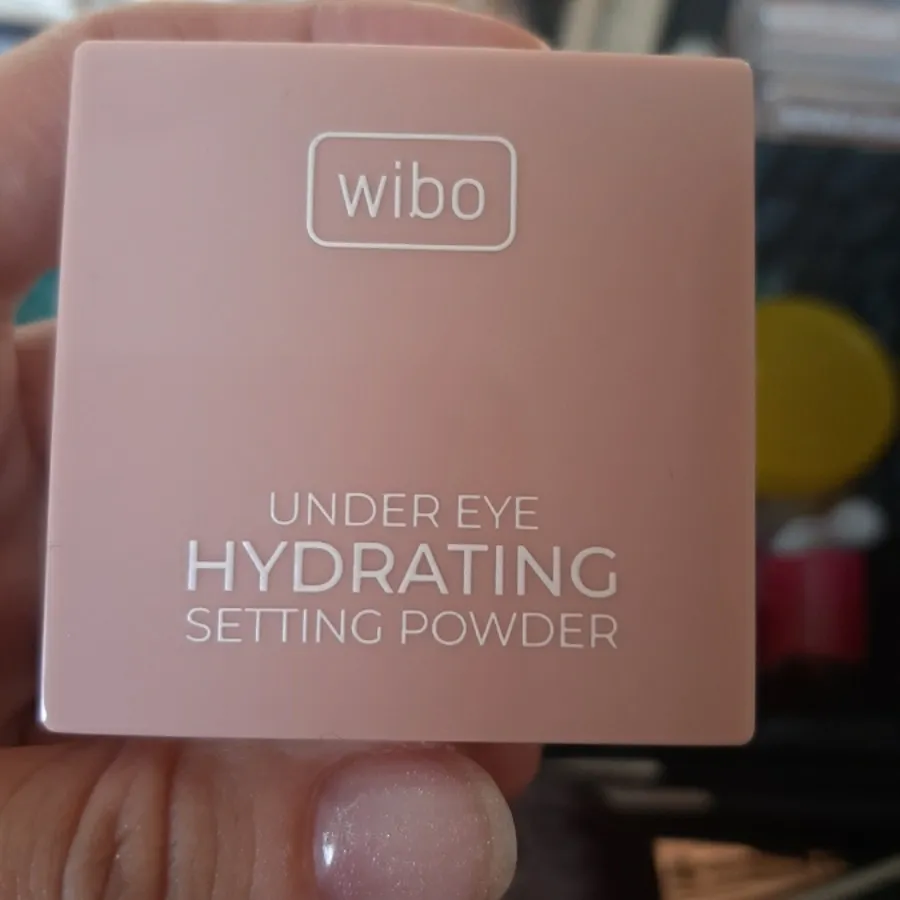 wibo
UNDER EYE
HYDRATING
SETTING POWDER